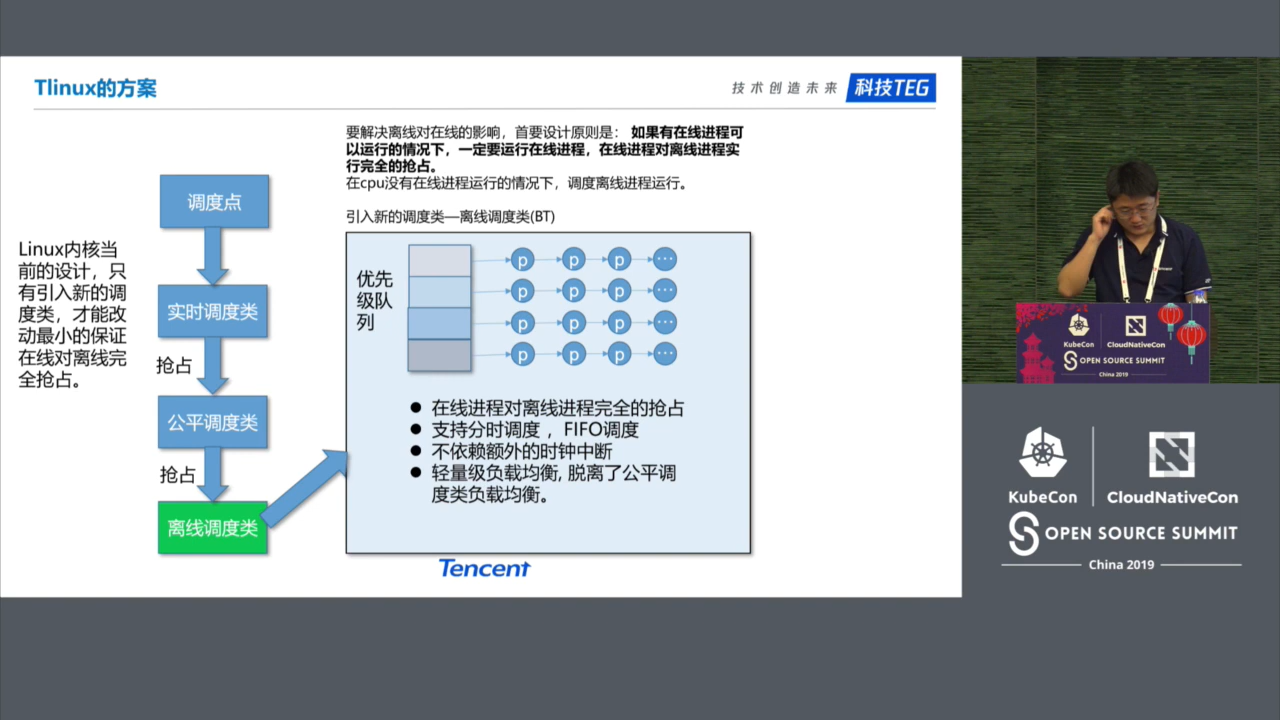 Tlinux的方案
技术创造未来
科技TEG
要解决离线对在线的影响，首要设计原则是： 如果有在线进程可
以运行的情况下，一定要运行在线进程，在线进程对离线进程实
行完全的抢占。
在cpu没有在线进程运行的情况下，调度离线进程运行。
引入新的调度类—离线调度类(BT)
Linux内核当
前的设计，只
有引入新的调
度类，才能改
动最小的保证
在线对离线完
全抢占。
调度点
实时调度类
抢占
公平调度类
抢占
离线调度类
优先
级队
列
p p p ...
p p p ...
p p p ...
p p p ...
● 在线进程对离线进程完全的抢占
● 支持分时调度 ，FIFO调度
● 不依赖额外的时钟中断
● 轻量级负载均衡, 脱离了公平调
度类负载均衡。
Tencent
KubeCon
CloudNativeCon
OPEN SOURCE SUMMIT
China 2019
KubeCon
CloudNativeCon
OPEN SOURCE SUMMIT
China 2019